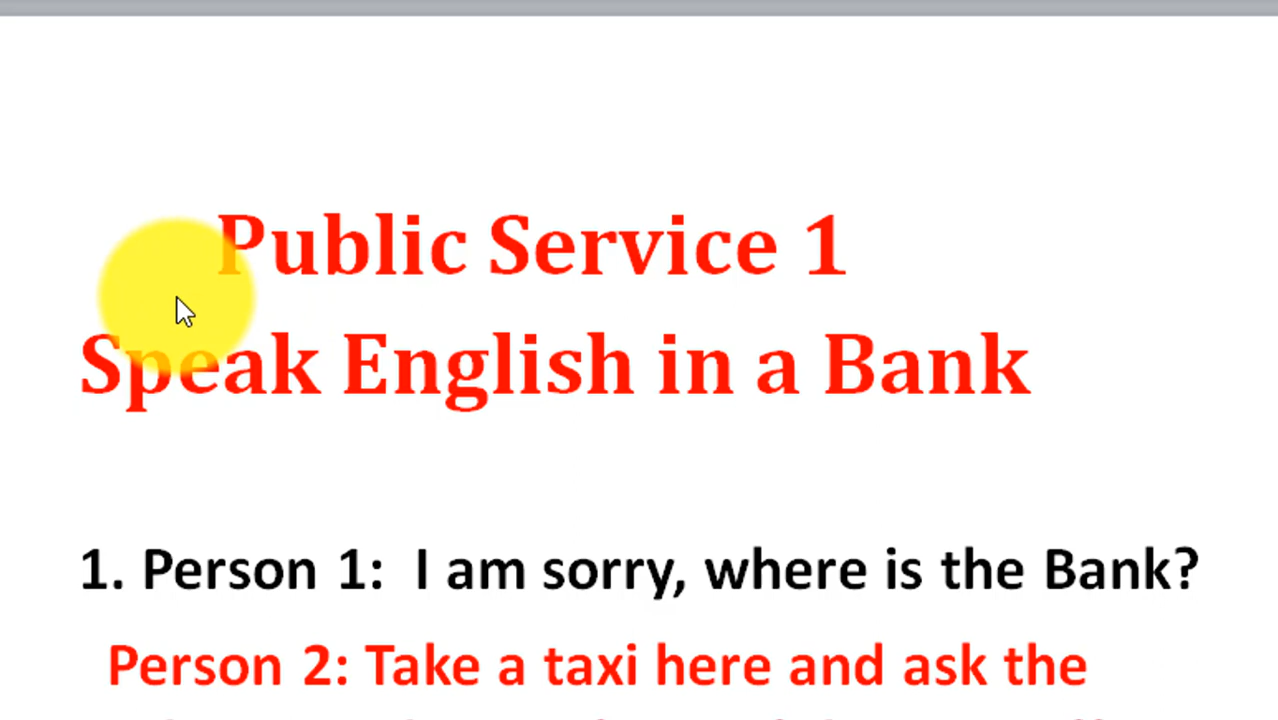 Public Service 1
Speak English in a Bank
1. Person 1: I am sorry, where is the Bank?
Person 2: Take a taxi here and ask the